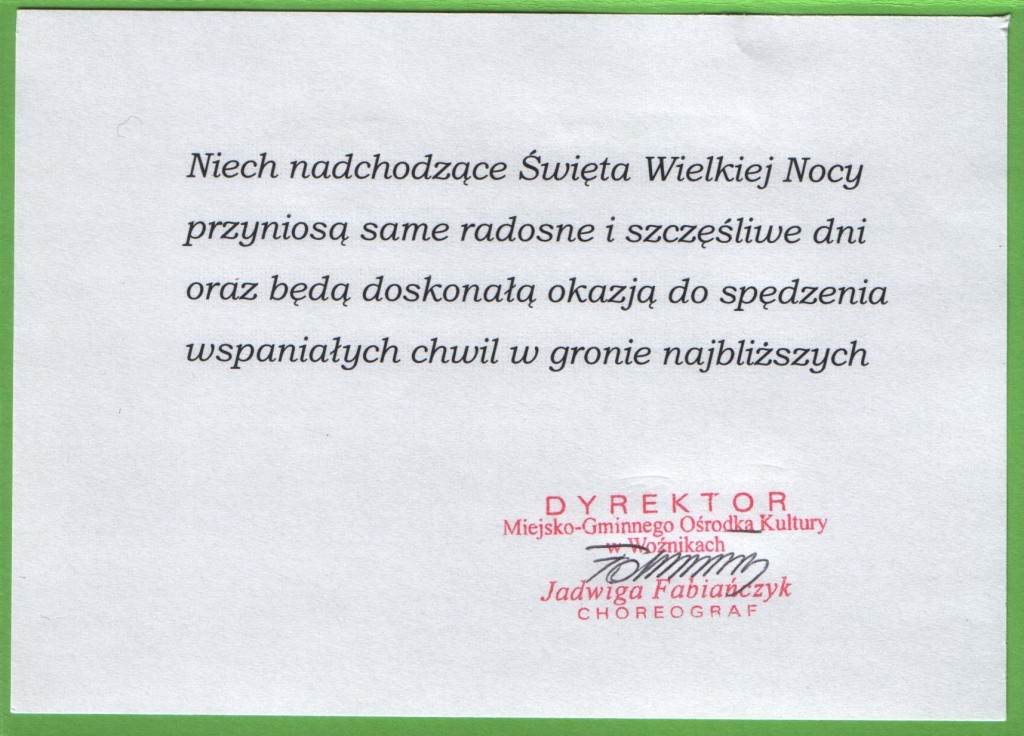 Niech nadchodzące Święta Wielkiej Nocy
przyniosą same radosne i szczęśliwe dni
oraz będą doskonałą okazją do spędzenia
wspaniałych chwil w gronie najbliższych
DYREKTOR
Miejsko-Gminnego Ośrodka Kultury
w Woźnikach
Jadwiga Fabiańczyk
CHOREOGRAF